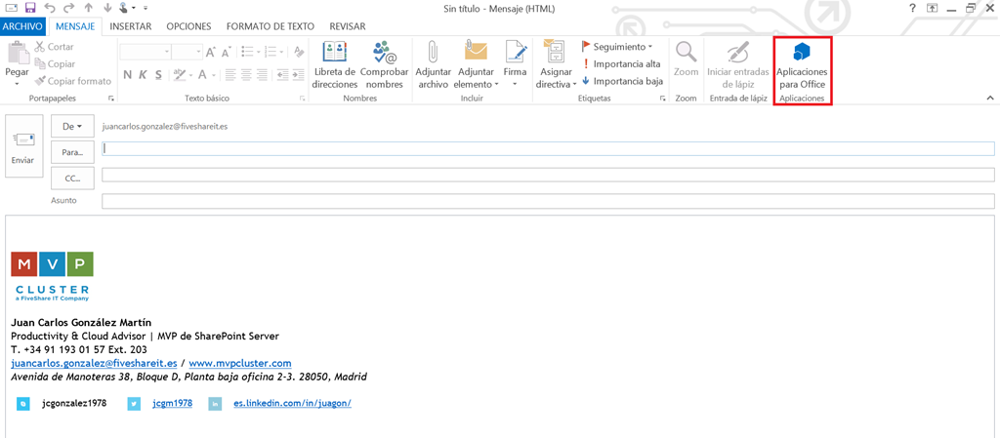 Sin título - Mensaje (HTML)
?
ARCHIVO MENSAJE INSERTAR OPCIONES FORMATO DE TEXTO REVISAR
Pegar
Cortar
Copiar
Copiar formato
Portapapeles
N K S
A A
ab A
Texto básico
Libreta de direcciones
Comprobar nombres
Nombres
Adjuntar archivo
Adjuntar elemento
Firma
Incluir
Asignar directiva
Seguimiento
! Importancia alta
Importancia baja
Etiquetas
Zoom
Zoom
Iniciar entradas de lápiz
Entrada de lápiz
Aplicaciones para Office
Aplicaciones
Enviar
De
juancarlos.gonzalez@fiveshareit.es
Para...
CC...
Asunto
M V P
CLUSTER
a FiveShare IT Company
Juan Carlos González Martín
Productivity & Cloud Advisor | MVP de SharePoint Server
T. +34 91 193 01 57 Ext. 203
juancarlos.gonzalez@fiveshareit.es / www.mvpcluster.com
Avenida de Manoteras 38, Bloque D, Planta baja oficina 2-3. 28050, Madrid
jcgonzalez1978 jcgm1978 in es.linkedin.com/in/juagon/